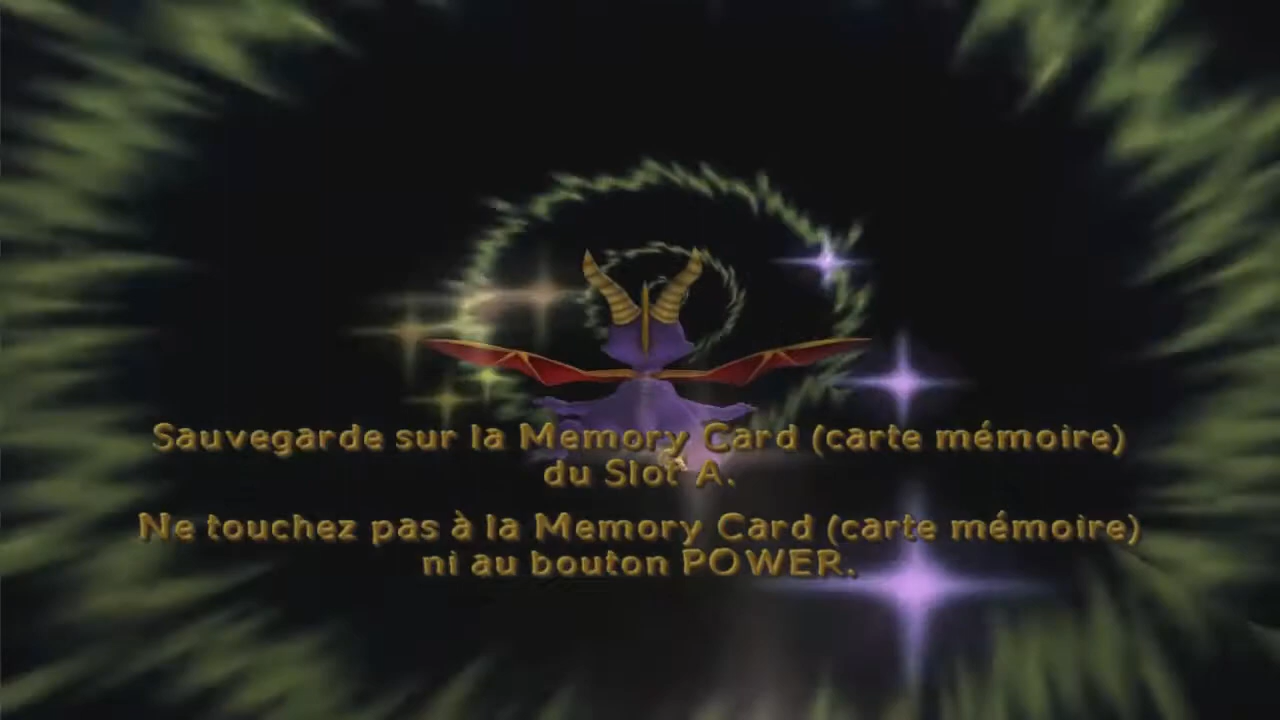 Sauvegarde sur la Memory Card (carte mémoire)
du Slot A.
Ne touchez pas à la Memory Card (carte mémoire)
ni au bouton POWER.